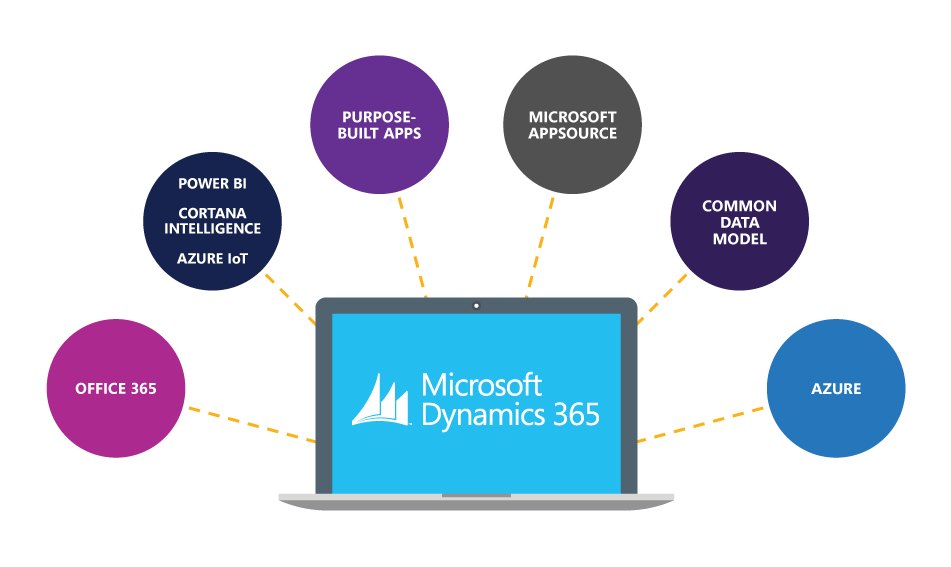 PURPOSE-
BUILT APPS
MICROSOFT
APPSOURCE
POWER BI
CORTANA
INTELLIGENCE
AZURE IoT
COMMON
DATA
MODEL
OFFICE 365
Microsoft
Dynamics 365
AZURE